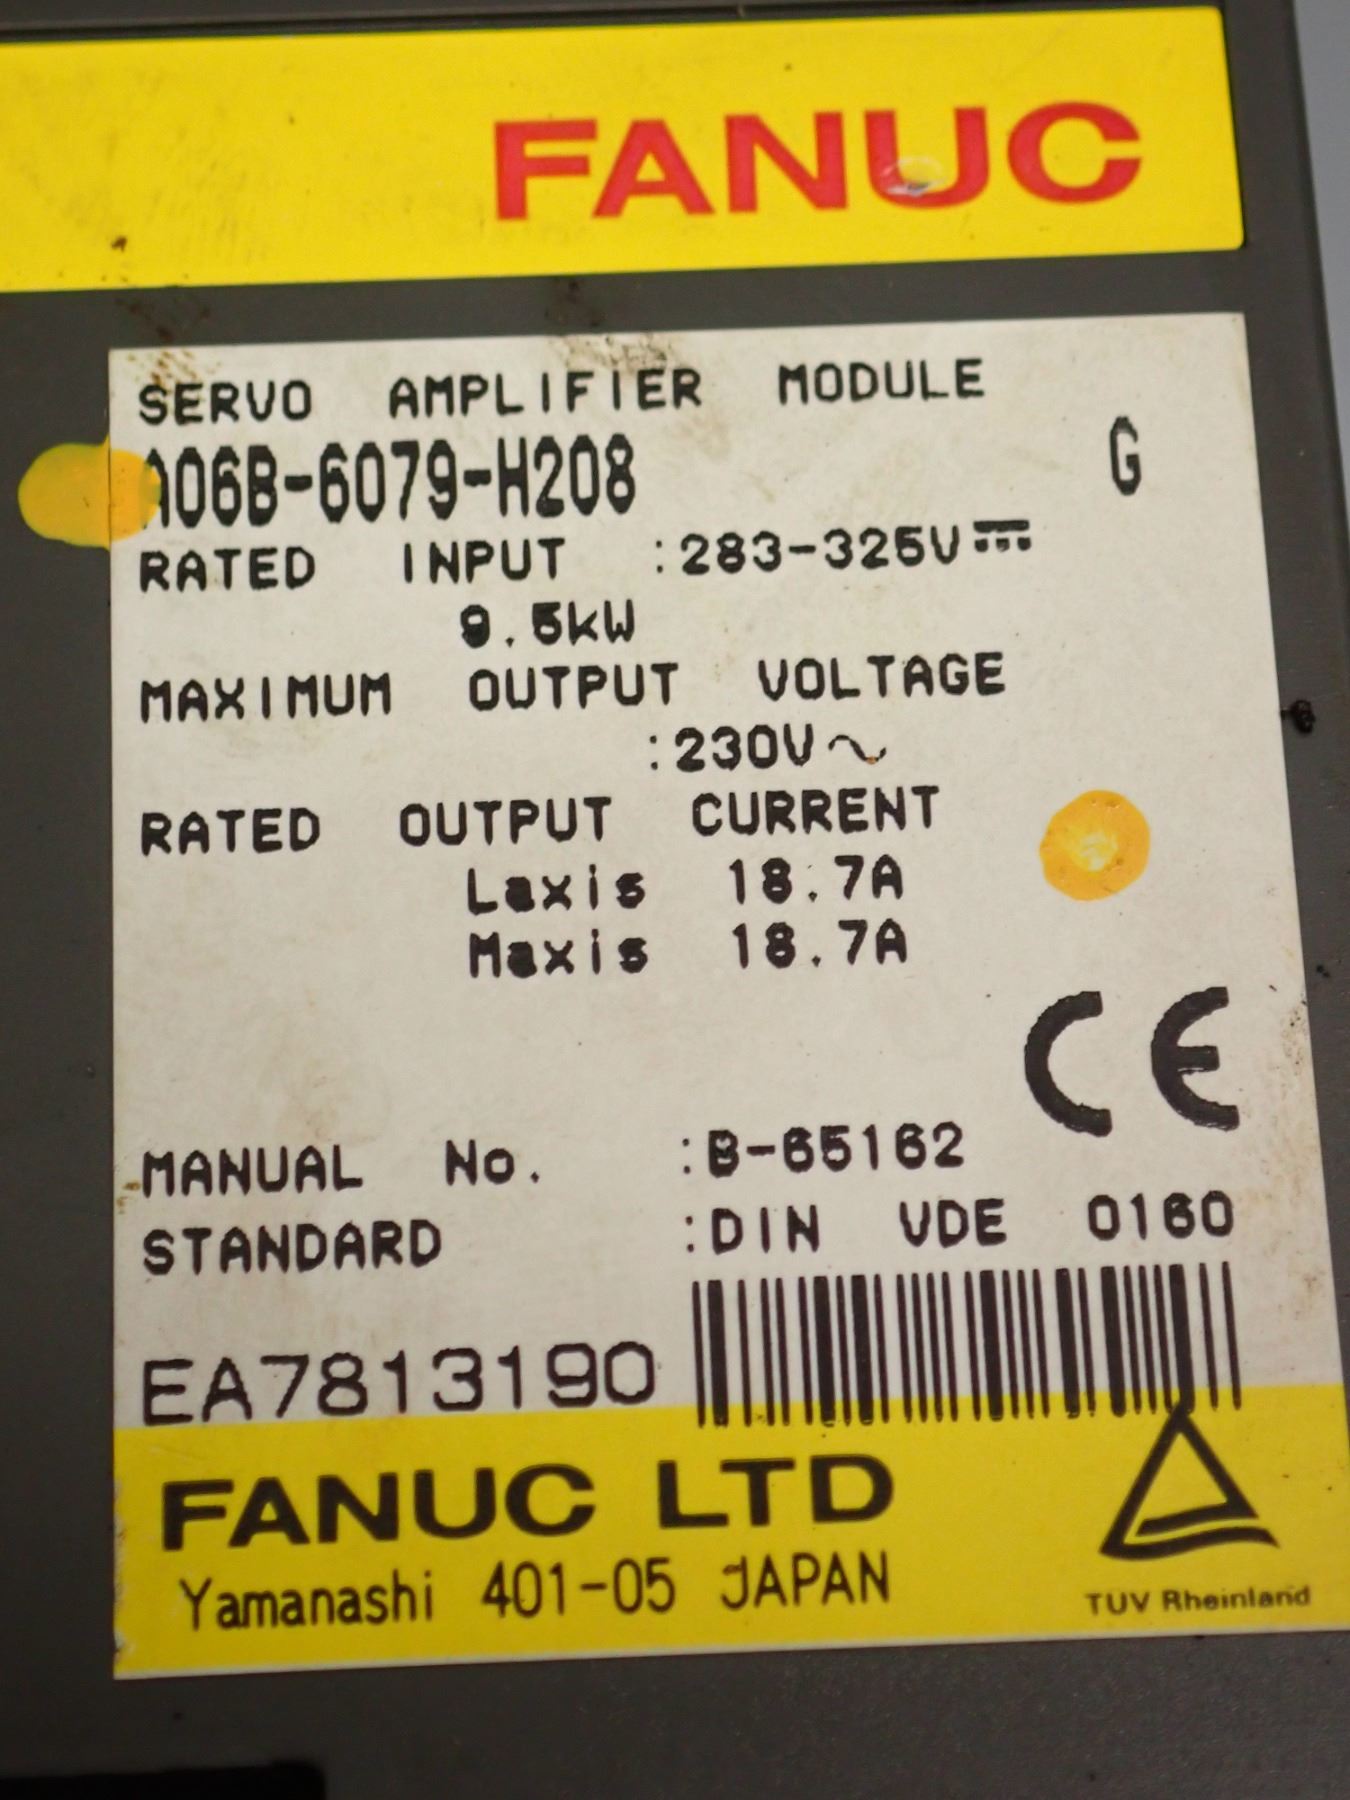 FANUC
SERVO AMPLIFIER MODULE
A06B-6079-H208 G
RATED INPUT :283-325V⎓
9.5kW
MAXIMUM OUTPUT VOLTAGE
:230V~
RATED OUTPUT CURRENT
Laxis 18.7A
Maxis 18.7A
CE
MANUAL No. :B-65162
STANDARD :DIN VDE 0160
EA7813190
FANUC LTD
Yamanashi 401-05 JAPAN
TUV Rheinland